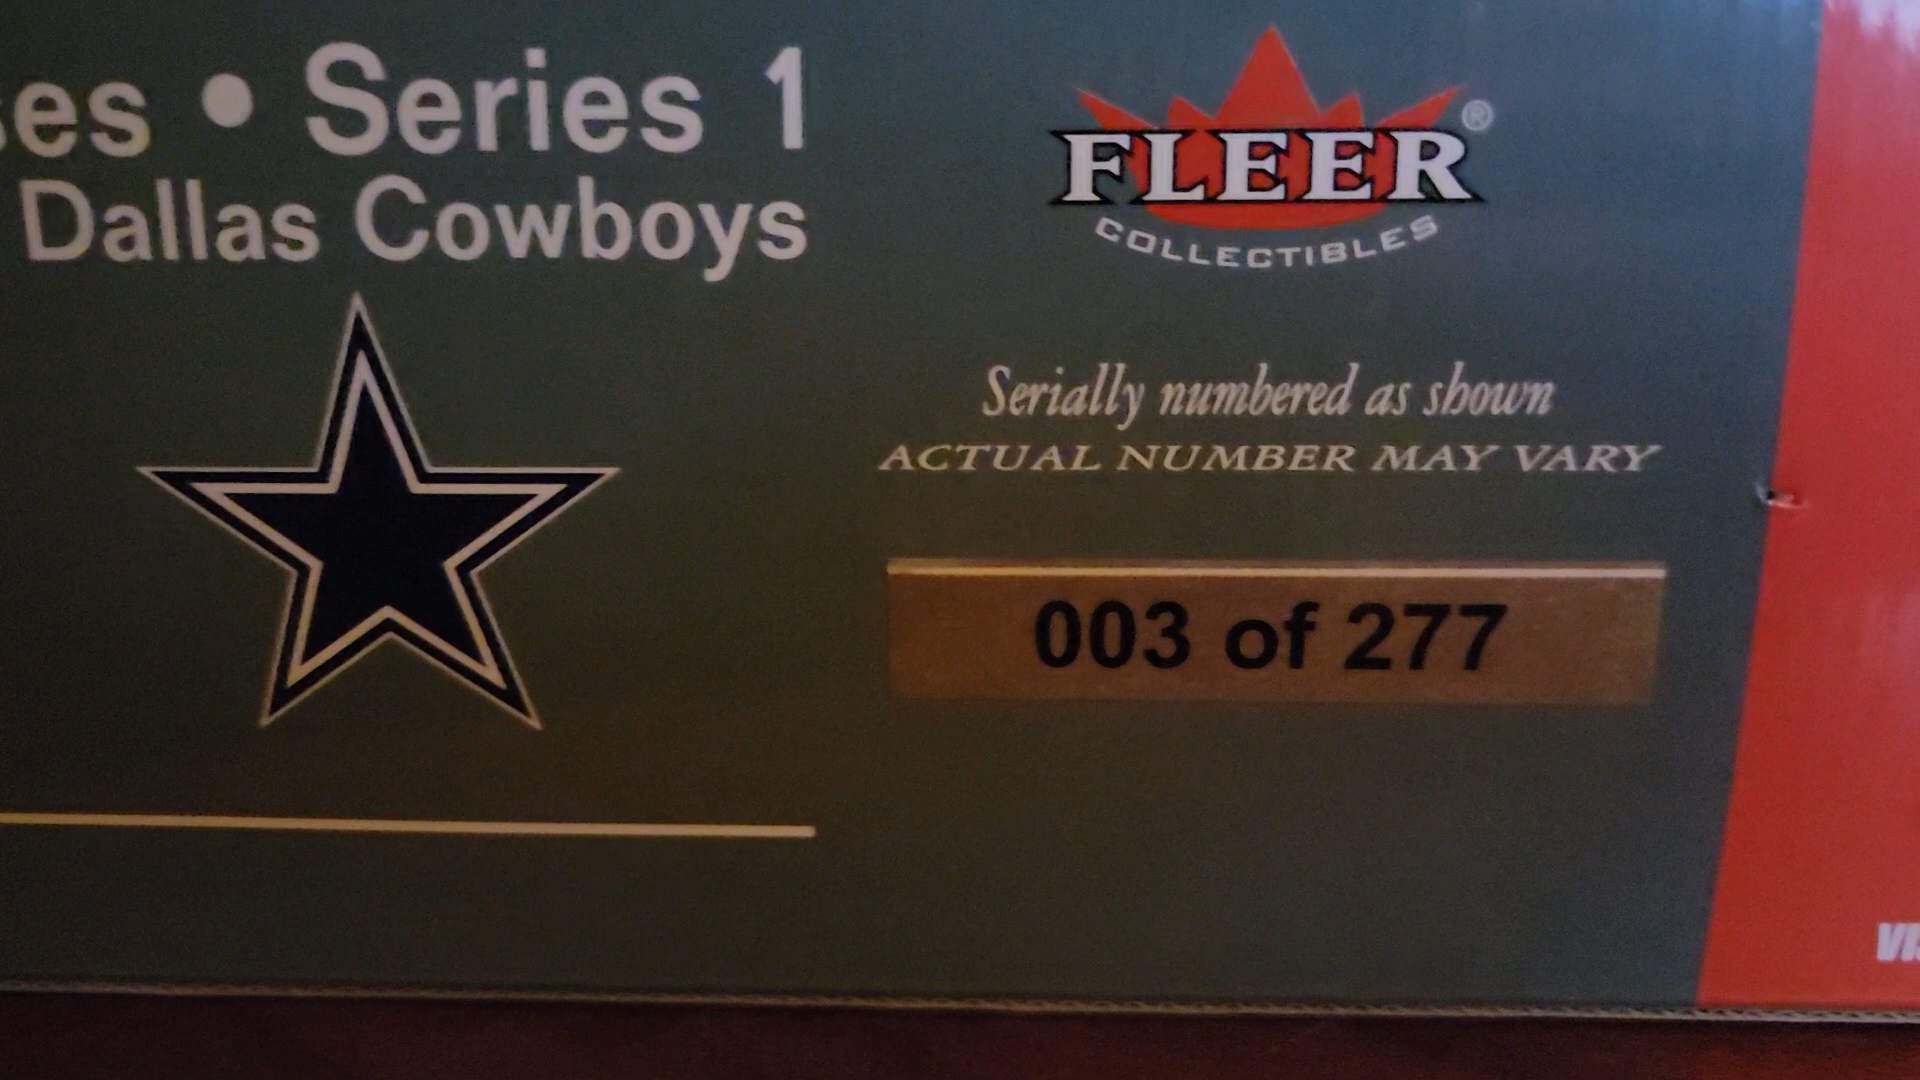 • Series 1
Dallas Cowboys
FLEER®
COLLECTIBLES
Serially numbered as shown
ACTUAL NUMBER MAY VARY
003 of 277